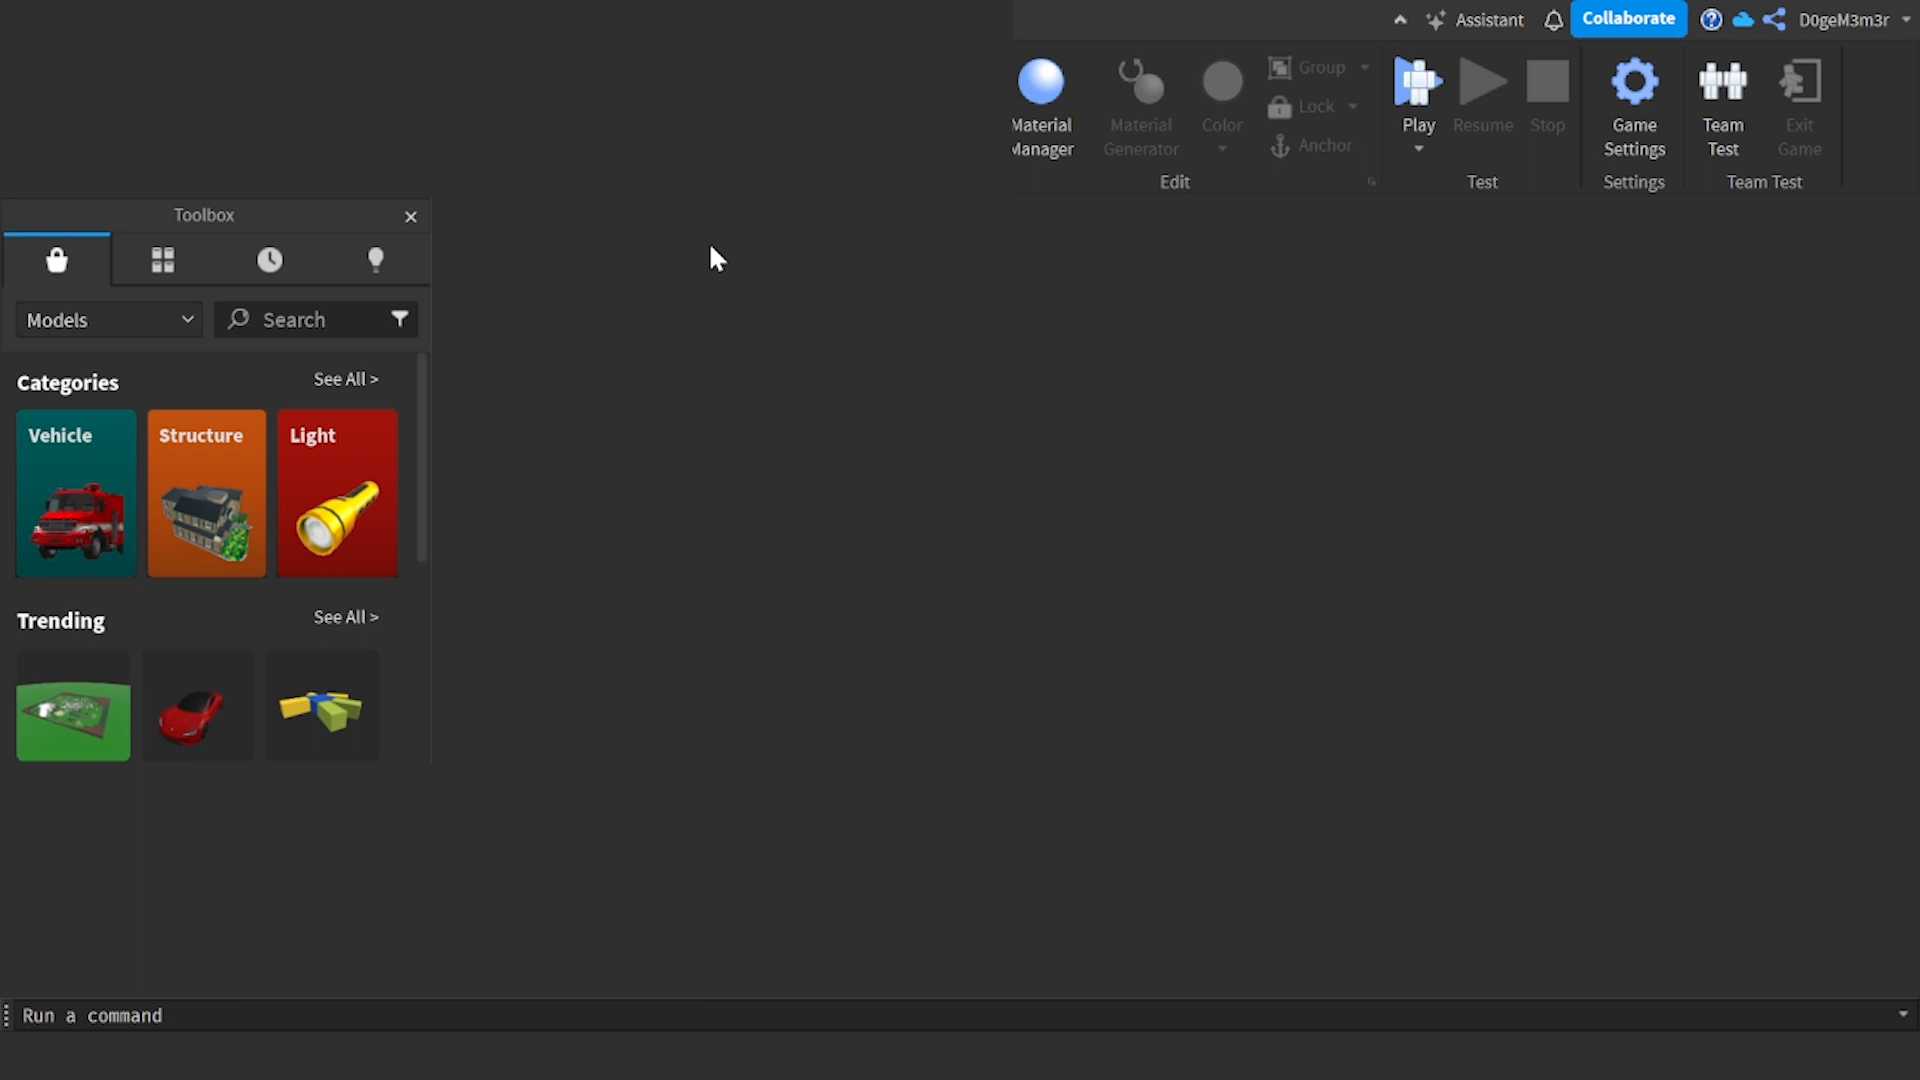 Assistant
Collaborate
D0geM3m3r
Material
Manager
Material
Generator
Color
Group
Lock
Anchor
Edit
Play
Resume
Stop
Test
Game
Settings
Settings
Team
Test
Exit
Game
Team Test
Toolbox
Models
Search
Categories
See All >
Vehicle
Structure
Light
Trending
See All >
Run a command